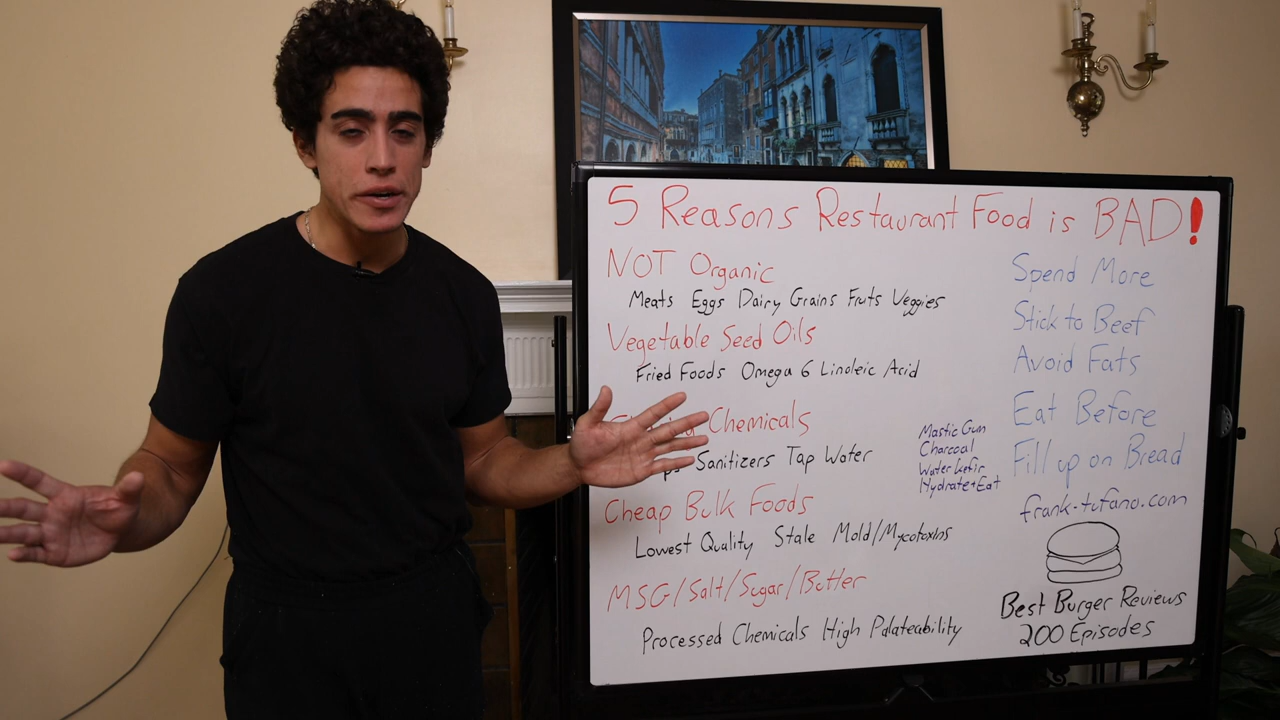 5 Reasons Restaurant Food is BAD!
NOT Organic
Meats Eggs Dairy Grains Fruts Veggies
Vegetable Seed Oils
Fried Foods Omega 6 Linoleic Acid
Chemicals
Sanitizers Tap Water
Cheap Bulk Foods
Lowest Quality Stale Mold/Mycotoxins
MSG/Salt/Sugar/Butter
Processed Chemicals High Palateability
Mastic Gum
Charcoal
Water Kefir
Hydrate+Eat
Spend More
Stick to Beef
Avoid Fats
Eat Before
Fill up on Bread
frank-tufano.com
Best Burger Reviews
200 Episodes